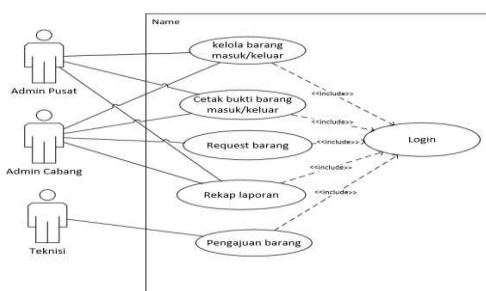 Name
kelola barang
masuk/keluar
Admin Pusat
<<include>>
Cetak bukti barang
masuk/keluar
<<include>>
Request barang
<<include>>
Login
Admin Cabang
<<include>>
Rekap laporan
<<include>>
Teknisi
Pengajuan barang